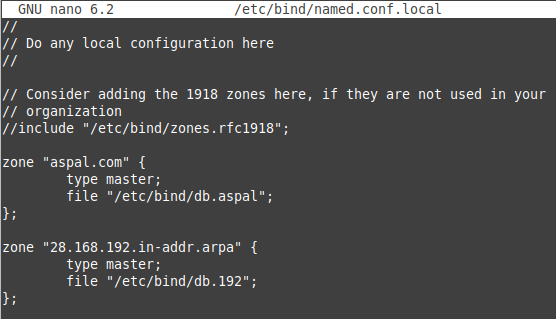 GNU nano 6.2 /etc/bind/named.conf.local
//
// Do any local configuration here
//
// Consider adding the 1918 zones here, if they are not used in your
// organization
//include "/etc/bind/zones.rfc1918";
zone "aspal.com" {
type master;
file "/etc/bind/db.aspal";
};
zone "28.168.192.in-addr.arpa" {
type master;
file "/etc/bind/db.192";
};